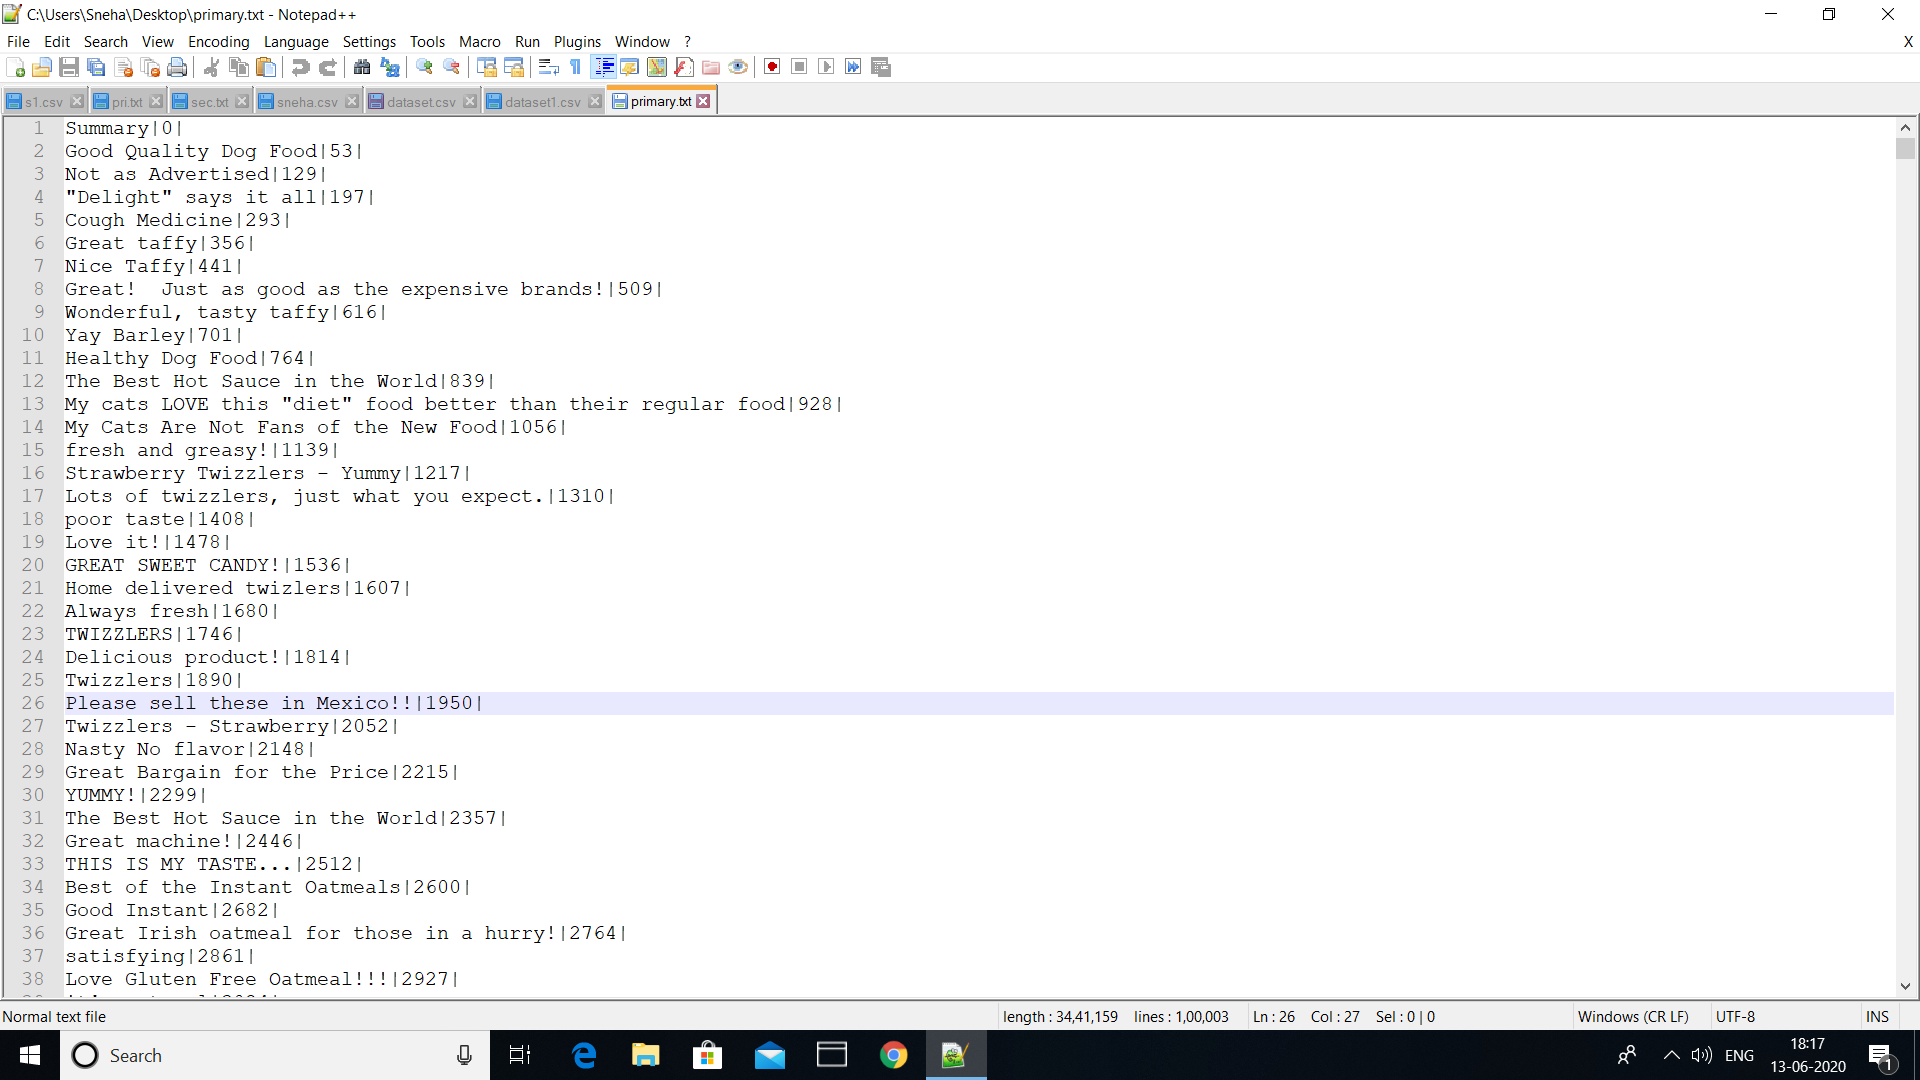 C:\Users\Sneha\Desktop\primary.txt - Notepad++
File Edit Search View Encoding Language Settings Tools Macro Run Plugins Window ? X
s1.csv pri.txt sec.txt sneha.csv dataset.csv dataset1.csv primary.txt
1 Summary|0|
2 Good Quality Dog Food|53|
3 Not as Advertised|129|
4 "Delight" says it all|197|
5 Cough Medicine|293|
6 Great taffy|356|
7 Nice Taffy|441|
8 Great!  Just as good as the expensive brands!|509|
9 Wonderful, tasty taffy|616|
10 Yay Barley|701|
11 Healthy Dog Food|764|
12 The Best Hot Sauce in the World|839|
13 My cats LOVE this "diet" food better than their regular food|928|
14 My Cats Are Not Fans of the New Food|1056|
15 fresh and greasy!|1139|
16 Strawberry Twizzlers - Yummy|1217|
17 Lots of twizzlers, just what you expect.|1310|
18 poor taste|1408|
19 Love it!|1478|
20 GREAT SWEET CANDY!|1536|
21 Home delivered twizlers|1607|
22 Always fresh|1680|
23 TWIZZLERS|1746|
24 Delicious product!|1814|
25 Twizzlers|1890|
26 Please sell these in Mexico!!|1950|
27 Twizzlers - Strawberry|2052|
28 Nasty No flavor|2148|
29 Great Bargain for the Price|2215|
30 YUMMY!|2299|
31 The Best Hot Sauce in the World|2357|
32 Great machine!|2446|
33 THIS IS MY TASTE...|2512|
34 Best of the Instant Oatmeals|2600|
35 Good Instant|2682|
36 Great Irish oatmeal for those in a hurry!|2764|
37 satisfying|2861|
38 Love Gluten Free Oatmeal!!!|2927|
Normal text file length : 34,41,159 lines : 1,00,003 Ln : 26 Col : 27 Sel : 0 | 0 Windows (CR LF) UTF-8 INS
Search ENG 18:17
13-06-2020 1